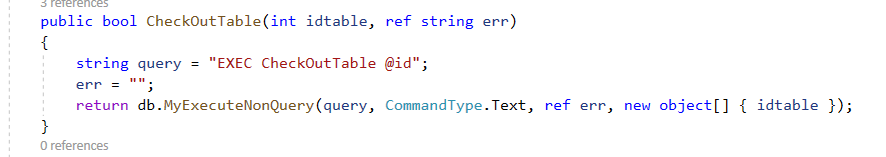 3 references
public bool CheckOutTable(int idtable, ref string err)
{
string query = "EXEC CheckOutTable @id";
err = "";
return db.MyExecuteNonQuery(query, CommandType.Text, ref err, new object[] { idtable });
}
0 references